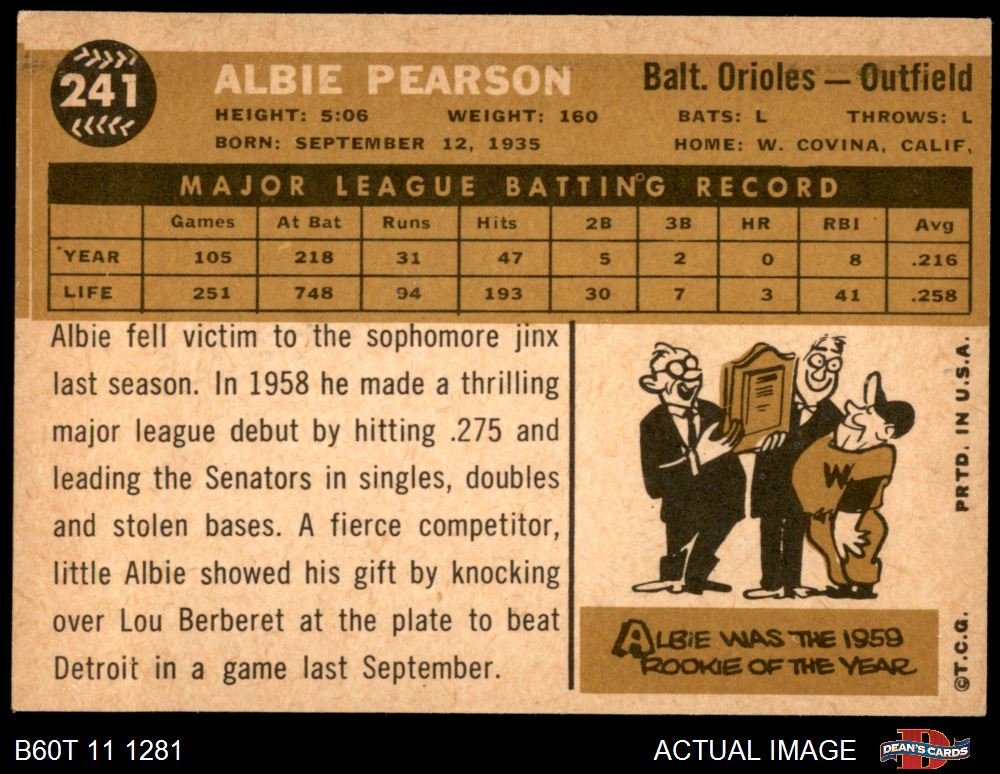 241
ALBIE PEARSON
Balt. Orioles — Outfield
HEIGHT: 5:06 WEIGHT: 160 BATS: L THROWS: L
BORN: SEPTEMBER 12, 1935 HOME: W. COVINA, CALIF.
MAJOR LEAGUE BATTING RECORD
Games At Bat Runs Hits 2B 3B HR RBI Avg
YEAR 105 218 31 47 5 2 0 8 .216
LIFE 251 748 94 193 30 7 3 41 .258
Albie fell victim to the sophomore jinx
last season. In 1958 he made a thrilling
major league debut by hitting .275 and
leading the Senators in singles, doubles
and stolen bases. A fierce competitor,
little Albie showed his gift by knocking
over Lou Berberet at the plate to beat
Detroit in a game last September.
W
ALBIE WAS THE 1959
ROOKIE OF THE YEAR
PRTD. IN U.S.A.
©T.C.G.
B60T 11 1281
ACTUAL IMAGE
DEAN'S CARDS